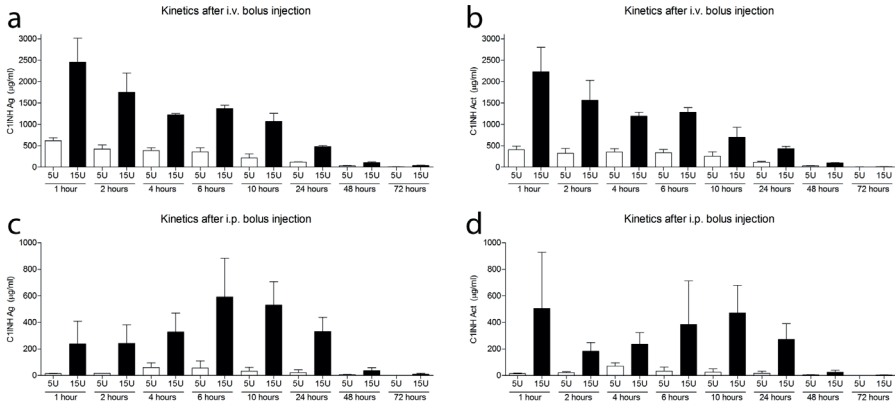 a
Kinetics after i.v. bolus injection
C1INH Ag (µg/ml)
3000
2500
2000
1500
1000
500
0
5U 15U 5U 15U 5U 15U 5U 15U 5U 15U 5U 15U 5U 15U 5U 15U
1 hour 2 hours 4 hours 6 hours 10 hours 24 hours 48 hours 72 hours
b
Kinetics after i.v. bolus injection
C1INH Act (µg/ml)
3000
2500
2000
1500
1000
500
0
5U 15U 5U 15U 5U 15U 5U 15U 5U 15U 5U 15U 5U 15U 5U 15U
1 hour 2 hours 4 hours 6 hours 10 hours 24 hours 48 hours 72 hours
c
Kinetics after i.p. bolus injection
C1INH Ag (µg/ml)
1000
800
600
400
200
0
5U 15U 5U 15U 5U 15U 5U 15U 5U 15U 5U 15U 5U 15U 5U 15U
1 hour 2 hours 4 hours 6 hours 10 hours 24 hours 48 hours 72 hours
d
Kinetics after i.p. bolus injection
C1INH Act (µg/ml)
1000
800
600
400
200
0
5U 15U 5U 15U 5U 15U 5U 15U 5U 15U 5U 15U 5U 15U 5U 15U
1 hour 2 hours 4 hours 6 hours 10 hours 24 hours 48 hours 72 hours